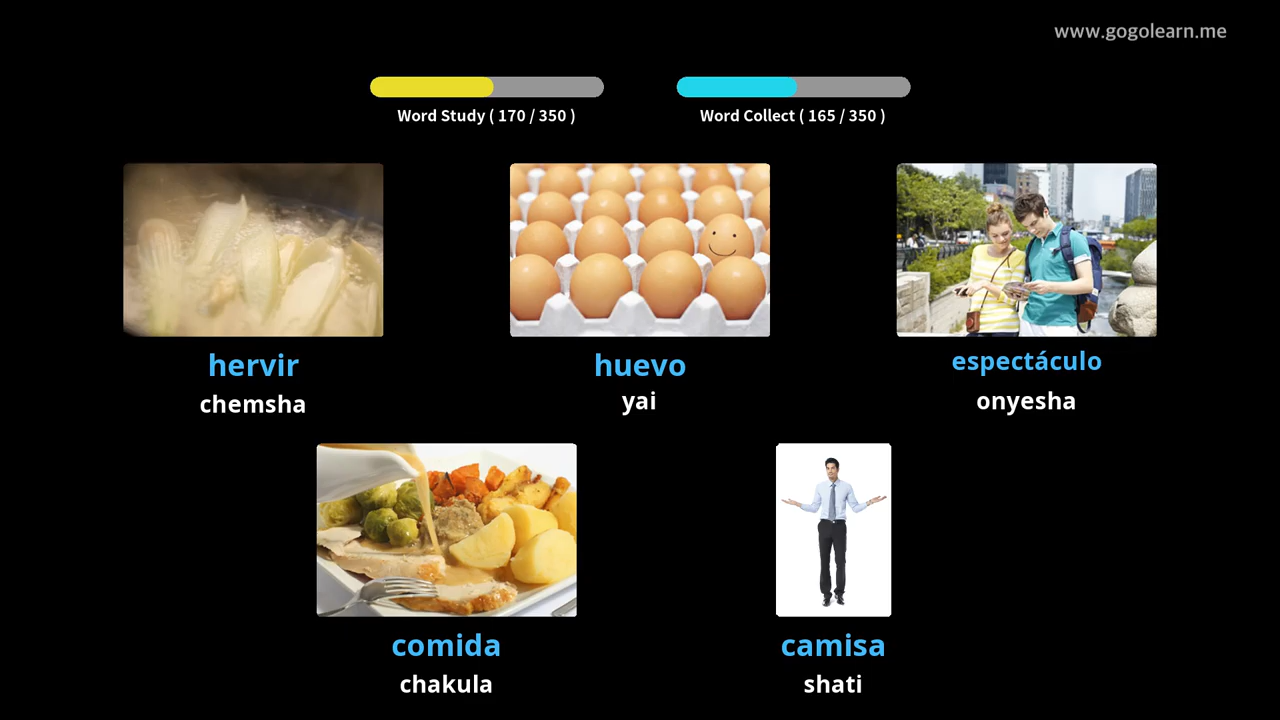 www.gogolearn.me
Word Study ( 170 / 350 )
Word Collect ( 165 / 350 )
hervir
chemsha
huevo
yai
espectáculo
onyesha
comida
chakula
camisa
shati